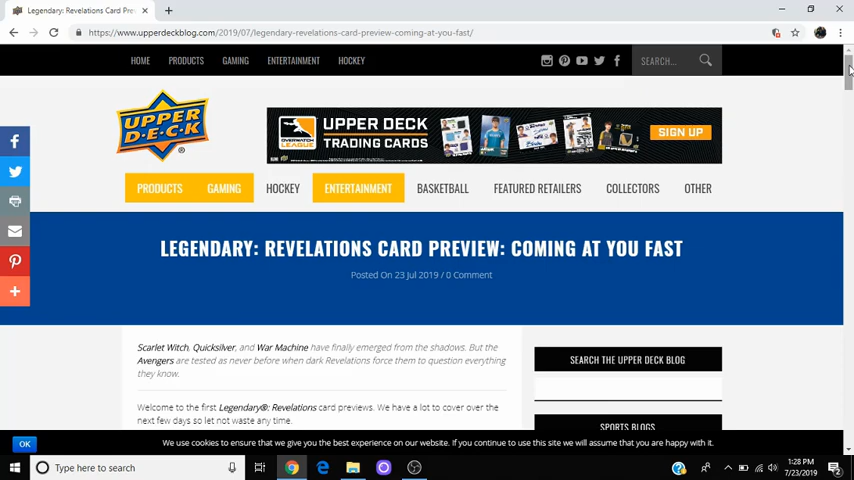 Legendary: Revelations Card Prev
https://www.upperdeckblog.com/2019/07/legendary-revelations-card-preview-coming-at-you-fast/
HOME PRODUCTS GAMING ENTERTAINMENT HOCKEY
SEARCH...
UPPER
D·E·C·K
OVERWATCH
LEAGUE
UPPER DECK
TRADING CARDS
SIGN UP
PRODUCTS GAMING HOCKEY ENTERTAINMENT BASKETBALL FEATURED RETAILERS COLLECTORS OTHER
LEGENDARY: REVELATIONS CARD PREVIEW: COMING AT YOU FAST
Posted On 23 Jul 2019 / 0 Comment
Scarlet Witch, Quicksilver, and War Machine have finally emerged from the shadows. But the
Avengers are tested as never before when dark Revelations force them to question everything
they know.
Welcome to the first Legendary®: Revelations card previews. We have a lot to cover over the
next few days so let not waste any time.
SEARCH THE UPPER DECK BLOG
SPORTS BLOGS
OK
We use cookies to ensure that we give you the best experience on our website. If you continue to use this site we will assume that you are happy with it.
Type here to search
1:28 PM
7/23/2019
2